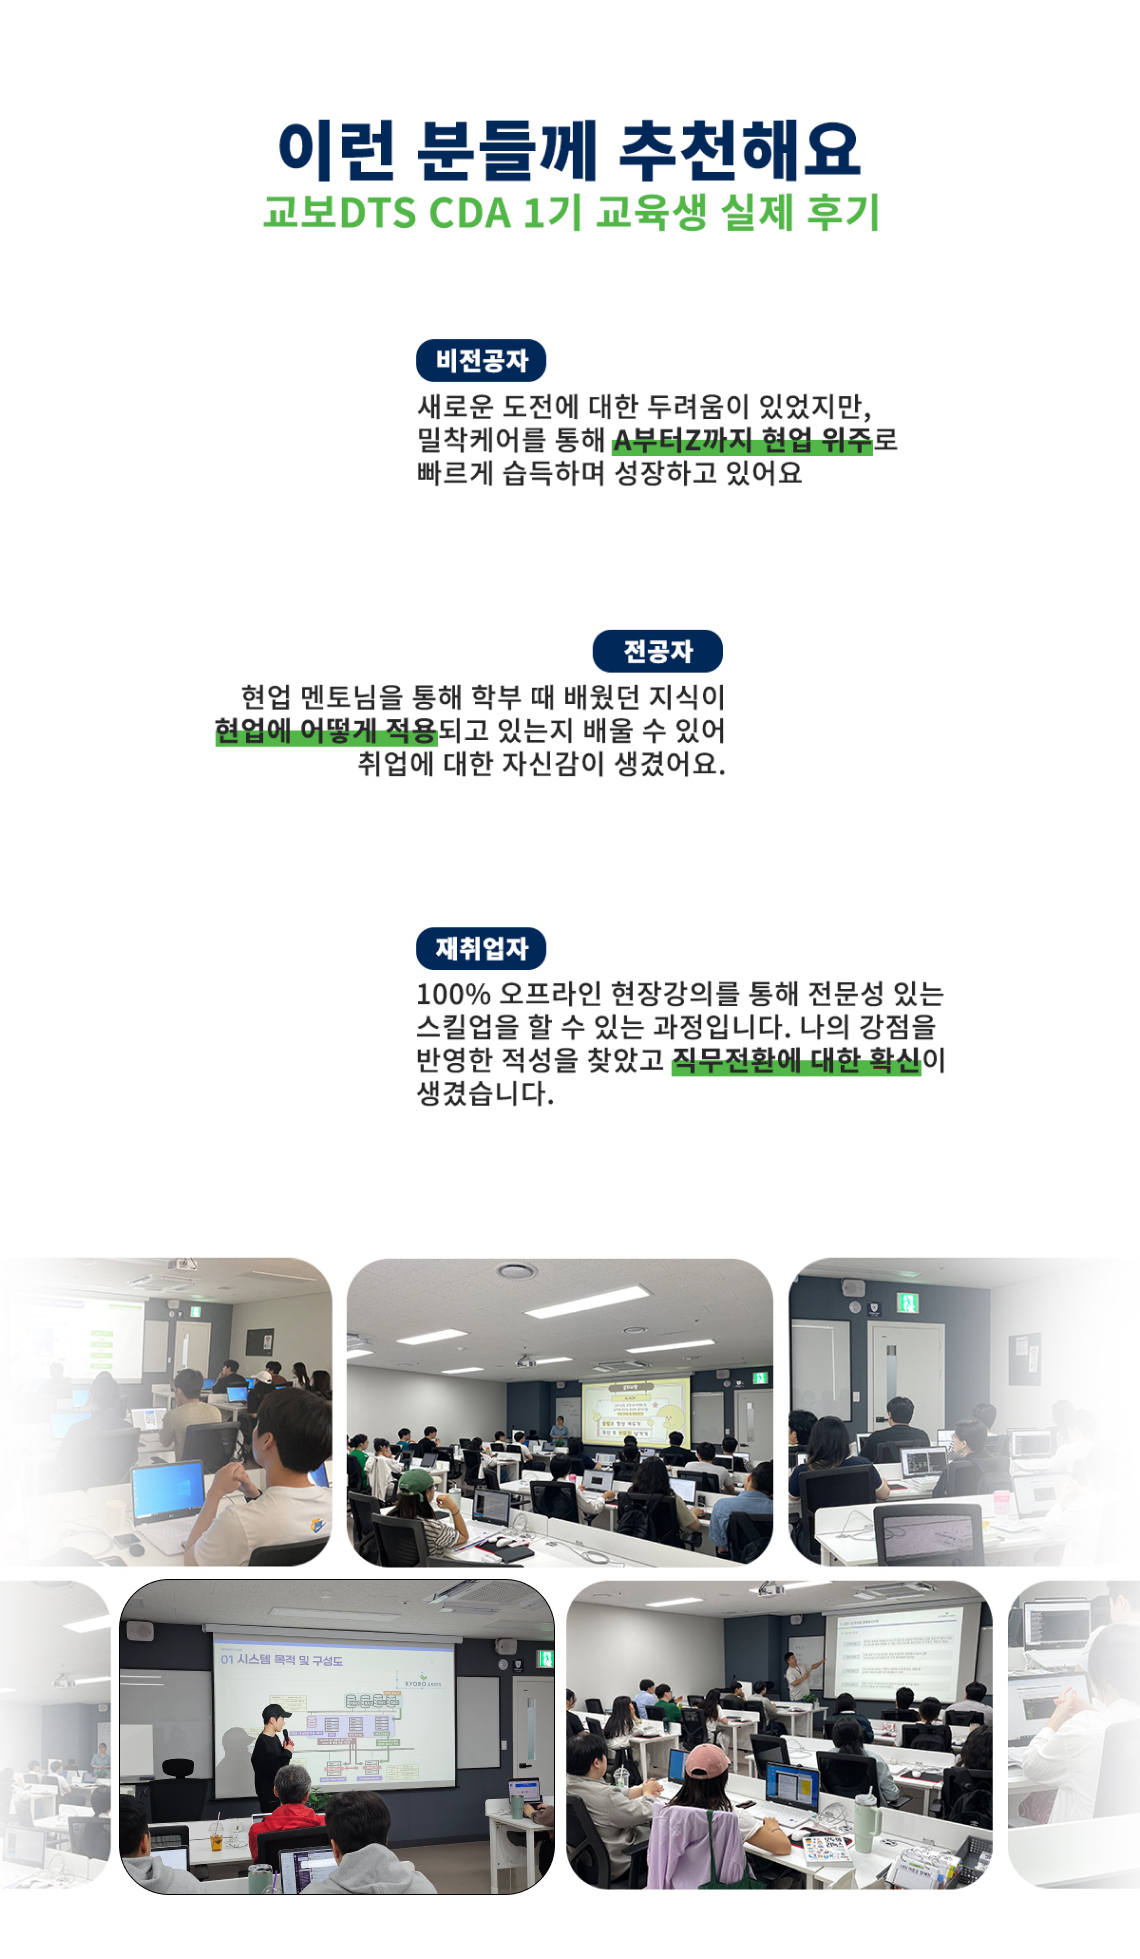 이런 분들께 추천해요
교보DTS CDA 1기 교육생 실제 후기
비전공자
새로운 도전에 대한 두려움이 있었지만,
밀착케어를 통해 A부터Z까지 현업 위주로
빠르게 습득하며 성장하고 있어요
전공자
현업 멘토님을 통해 학부 때 배웠던 지식이
현업에 어떻게 적용되고 있는지 배울 수 있어
취업에 대한 자신감이 생겼어요.
재취업자
100% 오프라인 현장강의를 통해 전문성 있는
스킬업을 할 수 있는 과정입니다. 나의 강점을
반영한 적성을 찾았고 직무전환에 대한 확신이
생겼습니다.
01 시스템 목적 및 구성도
KYOBO